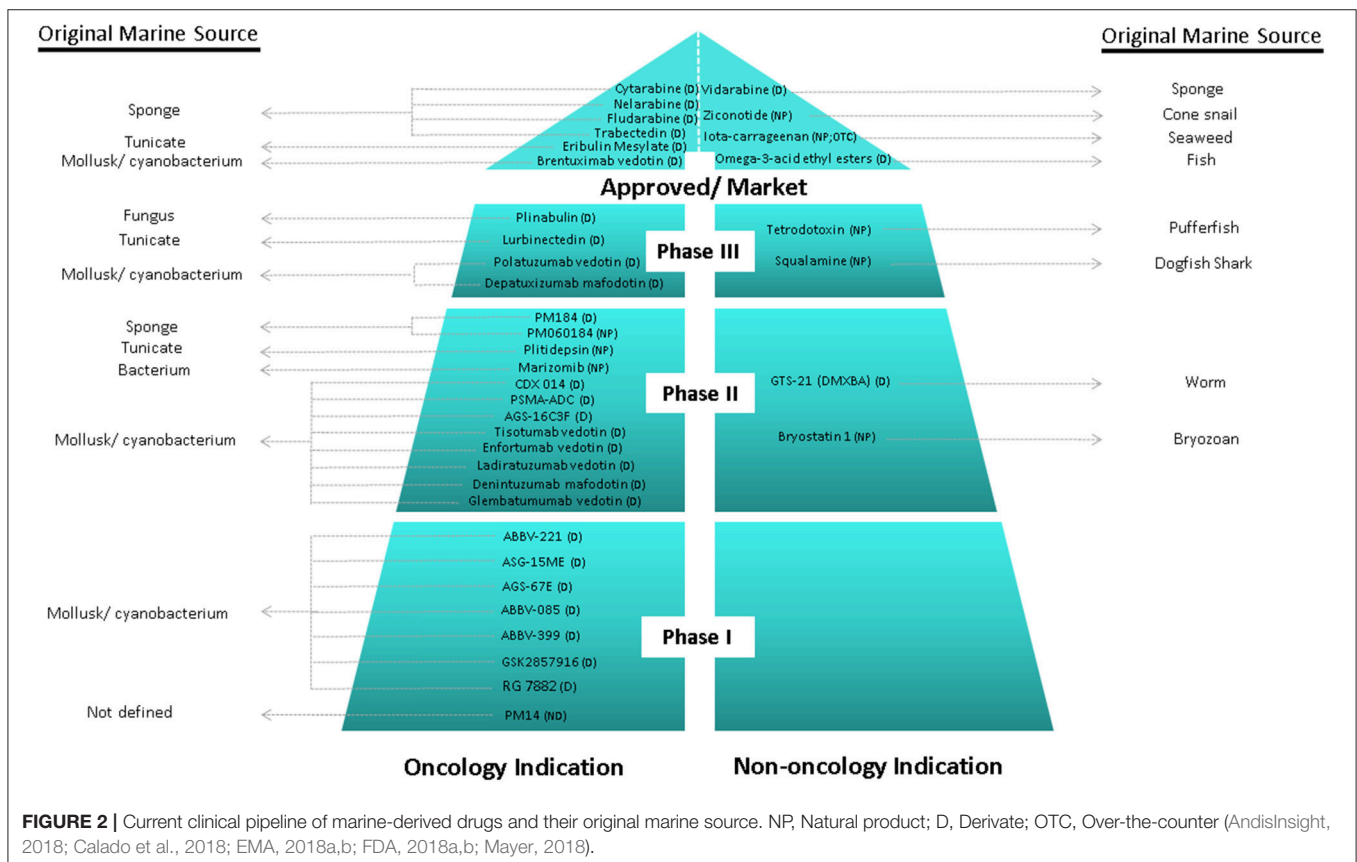 Original Marine Source
Original Marine Source
Sponge
Tunicate
Mollusk/ cyanobacterium
Cytarabine (D)
Nelarabine (D)
Fludarabine (D)
Trabectedin (D)
Eribulin Mesylate (D)
Brentuximab vedotin (D)
Vidarabine (D)
Ziconotide (NP)
Iota-carrageenan (NP;OTC)
Omega-3-acid ethyl esters (D)
Sponge
Cone snail
Seaweed
Fish
Approved/ Market
Fungus
Tunicate
Mollusk/ cyanobacterium
Plinabulin (D)
Lurbinectedin (D)
Polatuzumab vedotin (D)
Depatuxizumab mafodotin (D)
Phase III
Tetrodotoxin (NP)
Squalamine (NP)
Pufferfish
Dogfish Shark
Sponge
Tunicate
Bacterium
Mollusk/ cyanobacterium
PM184 (D)
PM060184 (NP)
Plitidepsin (NP)
Marizomib (NP)
CDX 014 (D)
PSMA-ADC (D)
AGS-16C3F (D)
Tisotumab vedotin (D)
Enfortumab vedotin (D)
Ladiratuzumab vedotin (D)
Denintuzumab mafodotin (D)
Glembatumumab vedotin (D)
Phase II
GTS-21 (DMXBA) (D)
Bryostatin 1 (NP)
Worm
Bryozoan
Mollusk/ cyanobacterium
Not defined
ABBV-221 (D)
ASG-15ME (D)
AGS-67E (D)
ABBV-085 (D)
ABBV-399 (D)
GSK2857916 (D)
RG 7882 (D)
PM14 (ND)
Phase I
Oncology Indication
Non-oncology Indication
FIGURE 2 | Current clinical pipeline of marine-derived drugs and their original marine source. NP, Natural product; D, Derivate; OTC, Over-the-counter (AndisInsight,
2018; Calado et al., 2018; EMA, 2018a,b; FDA, 2018a,b; Mayer, 2018).